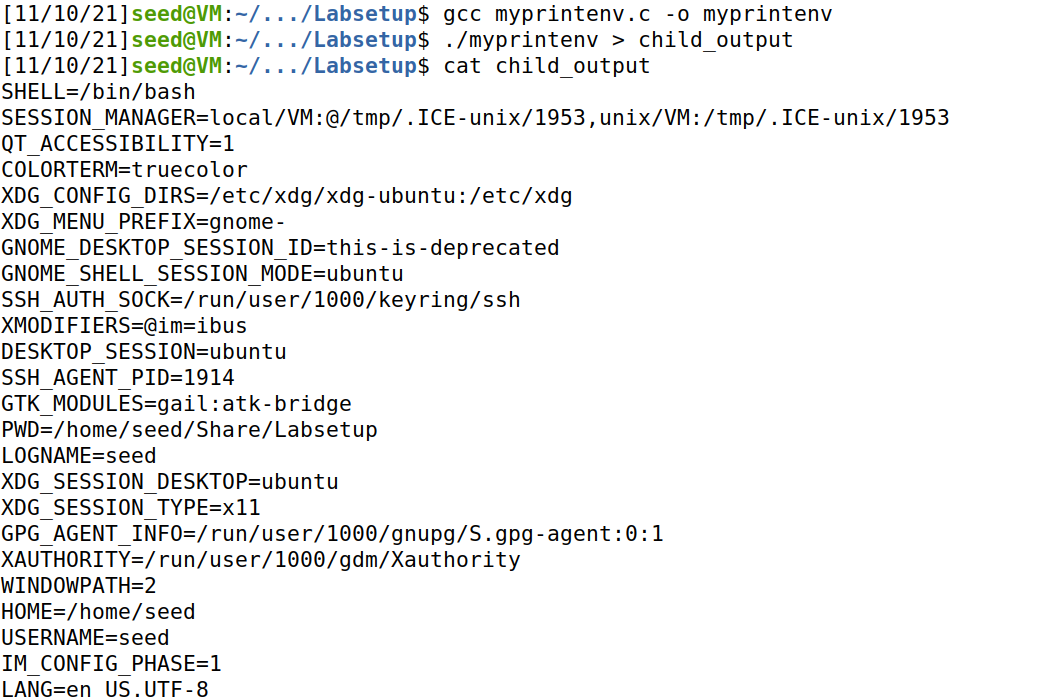 [11/10/21]seed@VM:~/.../Labsetup$ gcc myprintenv.c -o myprintenv
[11/10/21]seed@VM:~/.../Labsetup$ ./myprintenv > child_output
[11/10/21]seed@VM:~/.../Labsetup$ cat child_output
SHELL=/bin/bash
SESSION_MANAGER=local/VM:@/tmp/.ICE-unix/1953,unix/VM:/tmp/.ICE-unix/1953
QT_ACCESSIBILITY=1
COLORTERM=truecolor
XDG_CONFIG_DIRS=/etc/xdg/xdg-ubuntu:/etc/xdg
XDG_MENU_PREFIX=gnome-
GNOME_DESKTOP_SESSION_ID=this-is-deprecated
GNOME_SHELL_SESSION_MODE=ubuntu
SSH_AUTH_SOCK=/run/user/1000/keyring/ssh
XMODIFIERS=@im=ibus
DESKTOP_SESSION=ubuntu
SSH_AGENT_PID=1914
GTK_MODULES=gail:atk-bridge
PWD=/home/seed/Share/Labsetup
LOGNAME=seed
XDG_SESSION_DESKTOP=ubuntu
XDG_SESSION_TYPE=x11
GPG_AGENT_INFO=/run/user/1000/gnupg/S.gpg-agent:0:1
XAUTHORITY=/run/user/1000/gdm/Xauthority
WINDOWPATH=2
HOME=/home/seed
USERNAME=seed
IM_CONFIG_PHASE=1
LANG=en_US.UTF-8